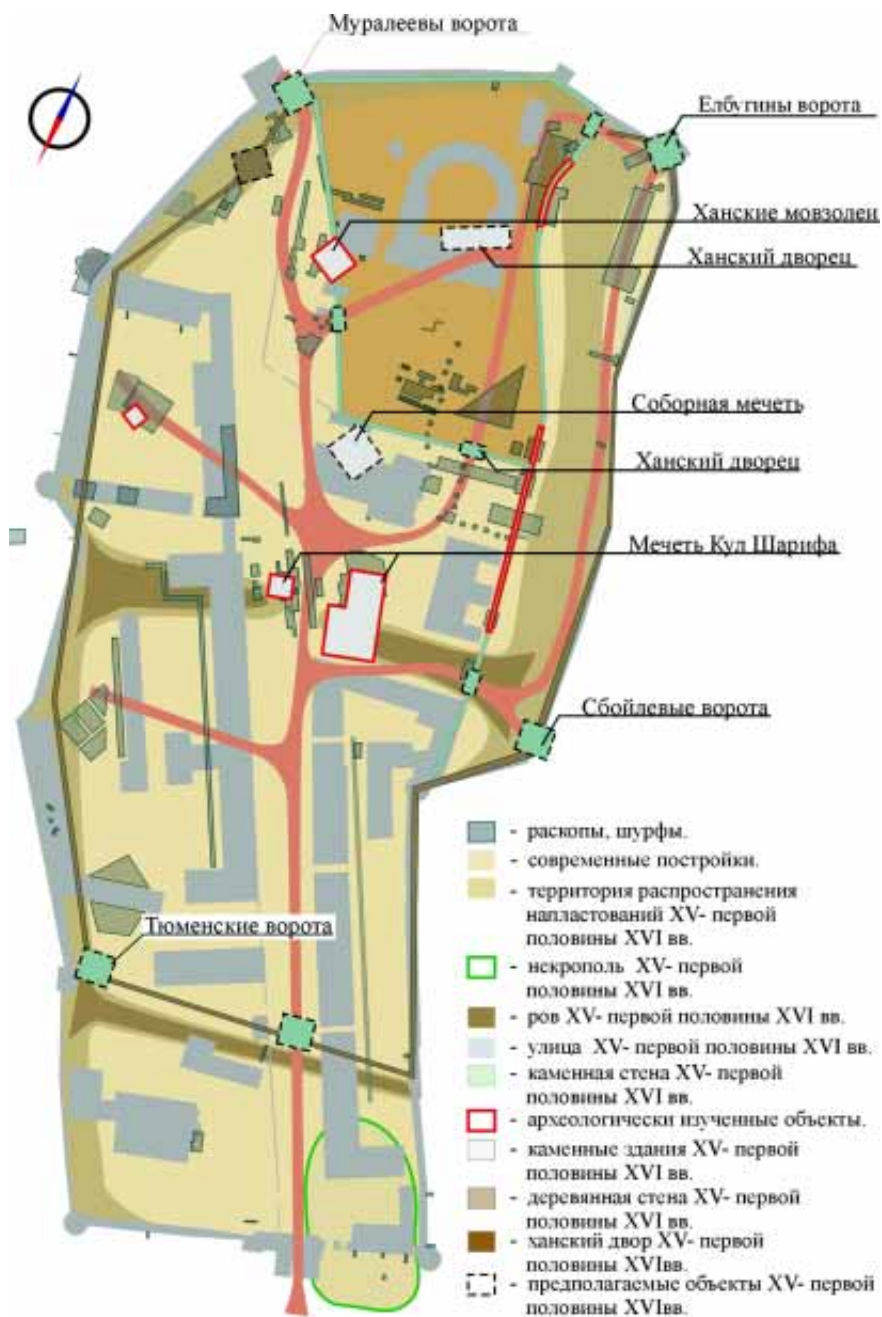 Муралеевы ворота
Елбугины ворота
Ханские мовзолеи
Ханский дворец
Соборная мечеть
Ханский дворец
Мечеть Кул Шарифа
Сбойлевые ворота
Тюменские ворота
- раскопы, шурфы.
- современные постройки.
- территория распространения
напластований XV- первой
половины XVI вв.
- некрополь XV- первой
половины XVI вв.
- ров XV- первой половины XVI вв.
- улица XV- первой половины XVI вв.
- каменная стена XV- первой
половины XVI вв.
- археологически изученные объекты.
- каменные здания XV- первой
половины XVI вв.
- деревянная стена XV- первой
половины XVI вв.
- ханский двор XV- первой
половины XVIвв.
- предполагаемые объекты XV- первой
половины XVIвв.